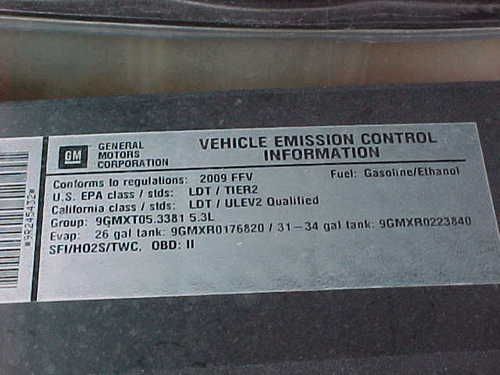 GM
GENERAL
MOTORS
CORPORATION
VEHICLE EMISSION CONTROL
INFORMATION
Conforms to regulations: 2009 FFV
Fuel: Gasoline/Ethanol
U.S. EPA class / stds: LDT / TIER2
California class / stds: LDT / ULEV2 Qualified
Group: 9GMXT05.3381 5.3L
Evap: 26 gal tank: 9GMXR0176820 / 31-34 gal tank: 9GMXR0223840
SFI/HO2S/TWC, OBD: II